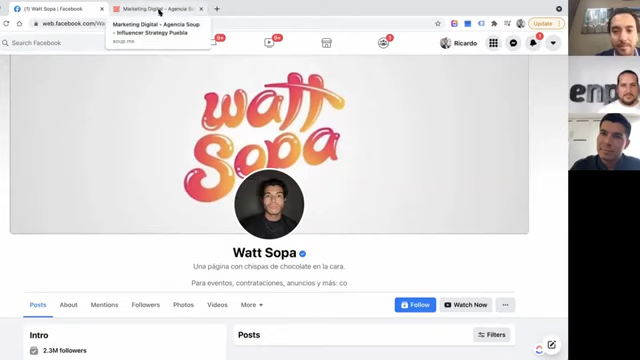 (1) Watt Sopa | Facebook
Marketing Digital - Agencia So
web.facebook.com/Wa
Update
Marketing Digital - Agencia Soup
- Influencer Strategy Puebla
soup.me
Search Facebook
9+
9+
Ricardo
1
watt
Sopa
enp
Watt Sopa
Una página con chispas de chocolate en la cara.
Para eventos, contrataciones, anuncios y más: co
Posts
About
Mentions
Followers
Photos
Videos
More
Follow
Watch Now
Intro
Posts
Filters
2.3M followers